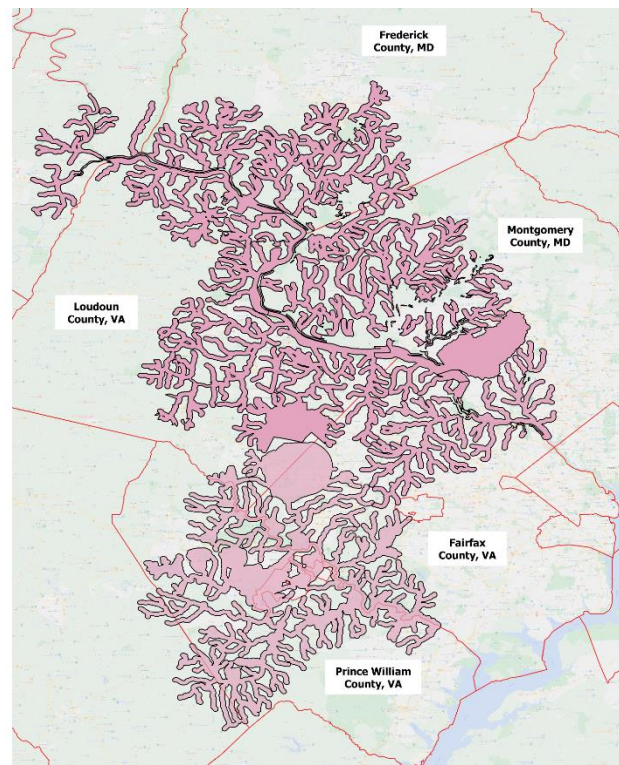 Frederick
County, MD
Montgomery
County, MD
Loudoun
County, VA
Fairfax
County, VA
Prince William
County, VA